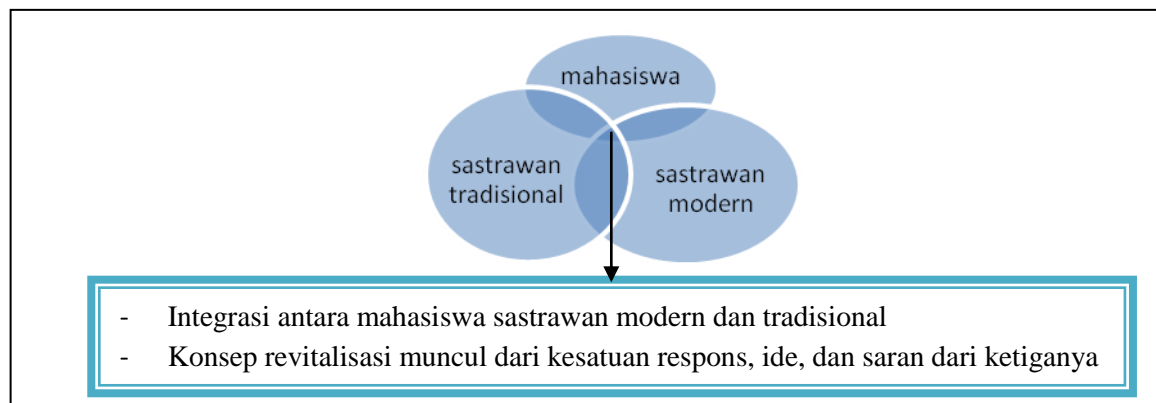 mahasiswa
sastrawan
tradisional
sastrawan
modern
- Integrasi antara mahasiswa sastrawan modern dan tradisional
- Konsep revitalisasi muncul dari kesatuan respons, ide, dan saran dari ketiganya